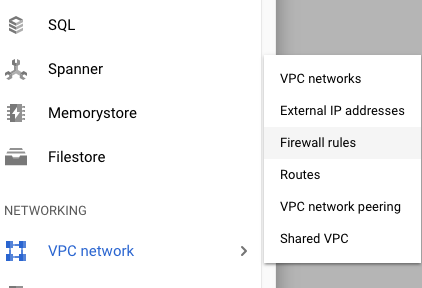 SQL
Spanner
Memorystore
Filestore
NETWORKING
VPC network
VPC networks
External IP addresses
Firewall rules
Routes
VPC network peering
Shared VPC